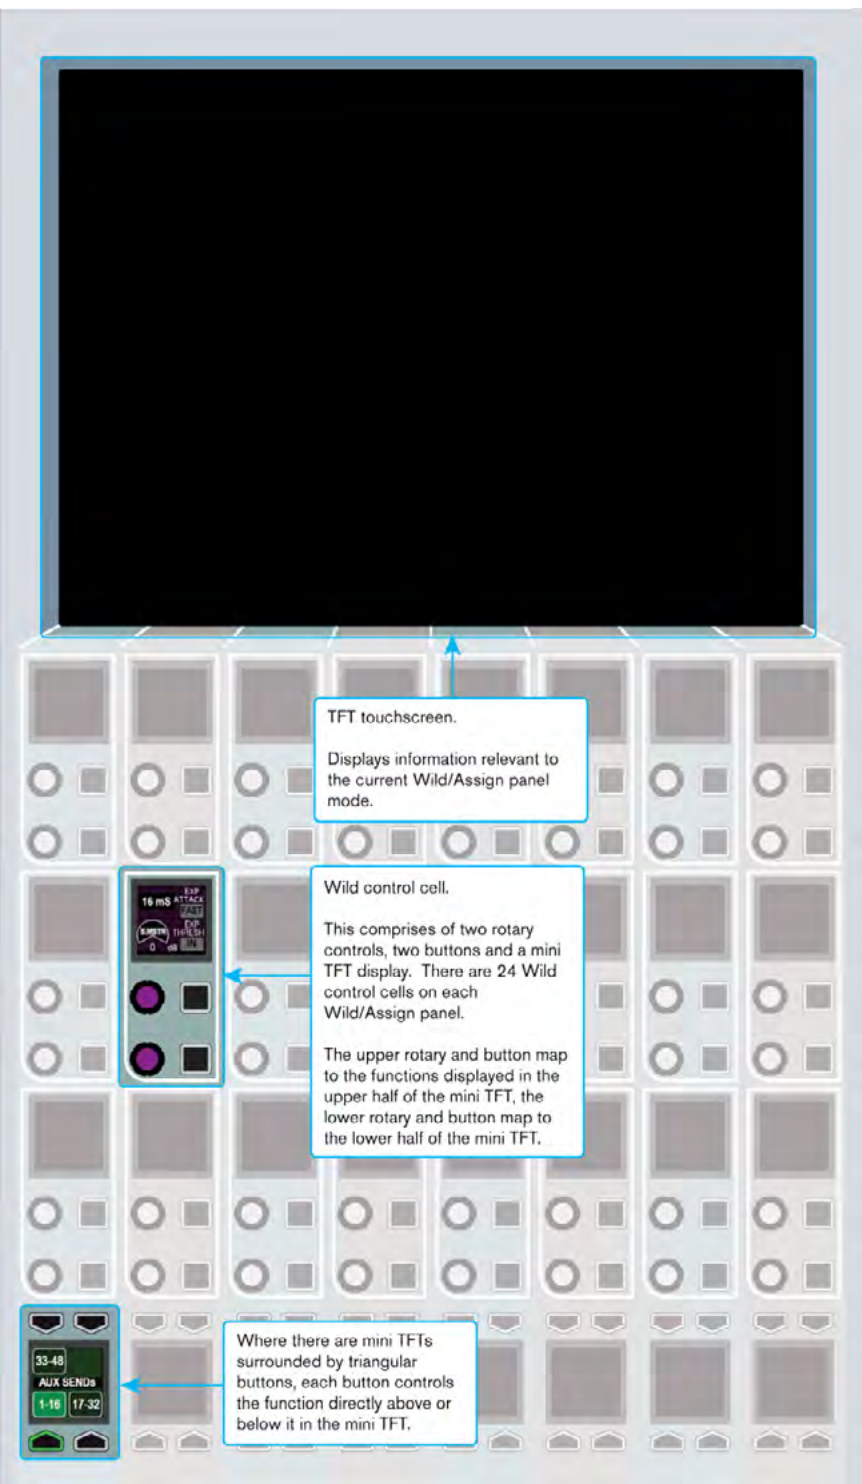 TFT touchscreen.
Displays information relevant to
the current Wild/Assign panel
mode.
EXP
16 mS ATTACK
FAST
EXP
S.MSTR THRESH
0 dB IN
Wild control cell.
This comprises of two rotary
controls, two buttons and a mini
TFT display. There are 24 Wild
control cells on each
Wild/Assign panel.
The upper rotary and button map
to the functions displayed in the
upper half of the mini TFT, the
lower rotary and button map to
the lower half of the mini TFT.
33-48
AUX SENDs
1-16 17-32
Where there are mini TFTs
surrounded by triangular
buttons, each button controls
the function directly above or
below it in the mini TFT.